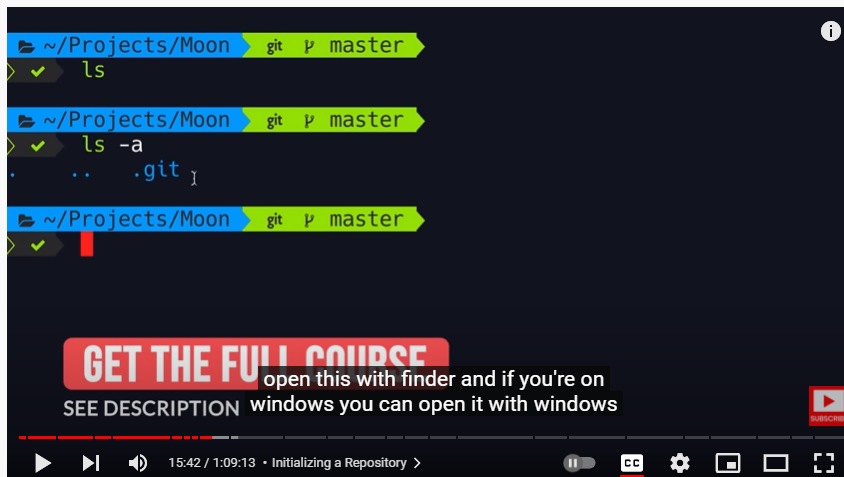 ~/Projects/Moon git master
ls
~/Projects/Moon git master
ls -a
. .. .git
~/Projects/Moon git master
GET THE FULL COURSE
SEE DESCRIPTION
open this with finder and if you're on
windows you can open it with windows
SUBSCRIBE
15:42 / 1:09:13 • Initializing a Repository >
CC